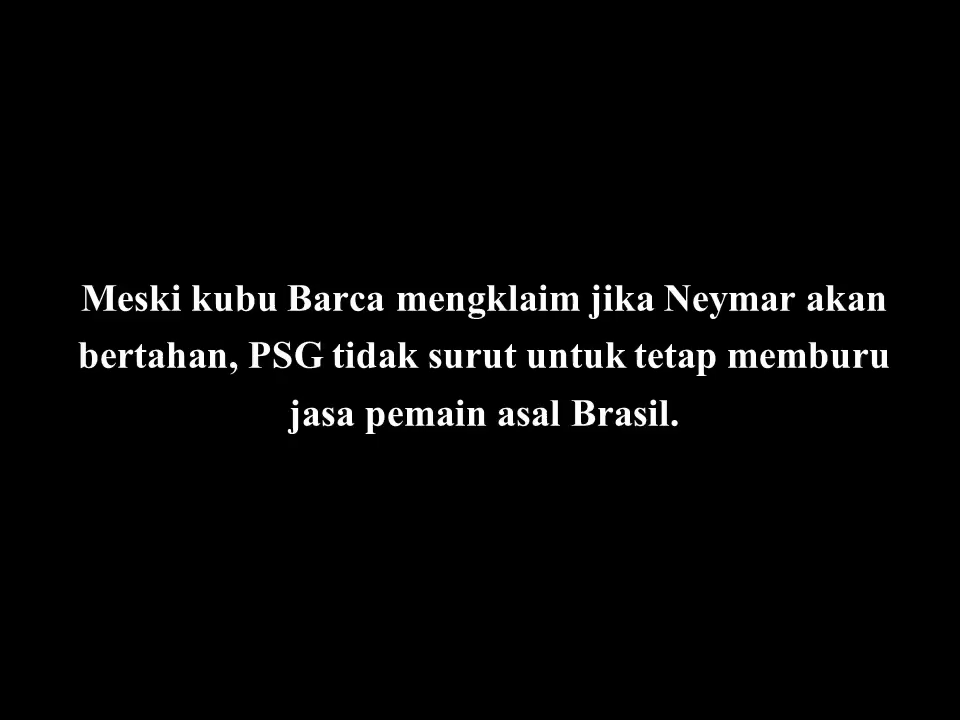 Meski kubu Barca mengklaim jika Neymar akan
bertahan, PSG tidak surut untuk tetap memburu
jasa pemain asal Brasil.